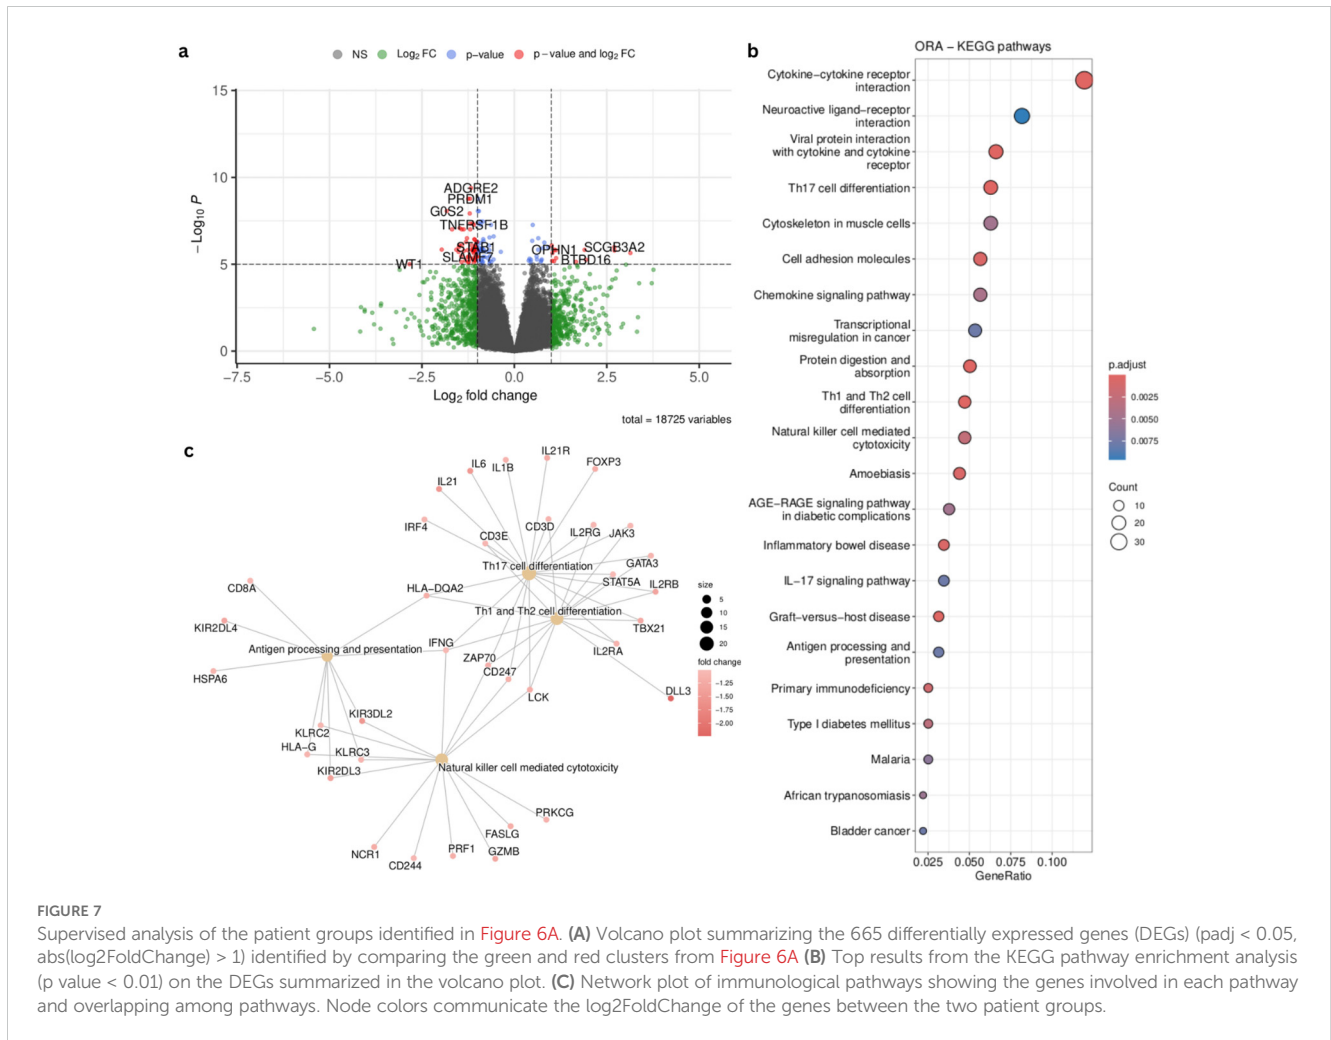 a
NS
Log2 FC
p-value
p-value and log2 FC
15
10
5
0
-Log10 P
ADGRE2
PRDM1
G0S2
TNFRSF1B
STAB1
SLAMF7
WT1
OPHN1
SCGB3A2
BTBD16
-7.5
-5.0
-2.5
0.0
2.5
5.0
Log2 fold change
total = 18725 variables
b
ORA - KEGG pathways
Cytokine-cytokine receptor
interaction
Neuroactive ligand-receptor
interaction
Viral protein interaction
with cytokine and cytokine
receptor
Th17 cell differentiation
Cytoskeleton in muscle cells
Cell adhesion molecules
Chemokine signaling pathway
Transcriptional
misregulation in cancer
Protein digestion and
absorption
Th1 and Th2 cell
differentiation
Natural killer cell mediated
cytotoxicity
Amoebiasis
AGE-RAGE signaling pathway
in diabetic complications
Inflammatory bowel disease
IL-17 signaling pathway
Graft-versus-host disease
Antigen processing and
presentation
Primary immunodeficiency
Type I diabetes mellitus
Malaria
African trypanosomiasis
Bladder cancer
0.025
0.050
0.075
0.100
GeneRatio
p.adjust
0.0025
0.0050
0.0075
Count
10
20
30
c
IL21R
IL6
IL1B
FOXP3
IL21
IRF4
CD3E
CD3D
IL2RG
JAK3
Th17 cell differentiation
GATA3
STAT5A
IL2RB
CD8A
HLA-DQA2
Th1 and Th2 cell differentiation
KIR2DL4
TBX21
Antigen processing and presentation
IFNG
IL2RA
ZAP70
CD247
HSPA6
LCK
DLL3
KIR3DL2
KLRC2
HLA-G
KLRC3
KIR2DL3
Natural killer cell mediated cytotoxicity
PRKCG
FASLG
NCR1
CD244
PRF1
GZMB
size
5
10
15
20
fold change
-1.25
-1.50
-1.75
-2.00
FIGURE 7
Supervised analysis of the patient groups identified in Figure 6A. (A) Volcano plot summarizing the 665 differentially expressed genes (DEGs) (padj < 0.05,
abs(log2FoldChange) > 1) identified by comparing the green and red clusters from Figure 6A (B) Top results from the KEGG pathway enrichment analysis
(p value < 0.01) on the DEGs summarized in the volcano plot. (C) Network plot of immunological pathways showing the genes involved in each pathway
and overlapping among pathways. Node colors communicate the log2FoldChange of the genes between the two patient groups.